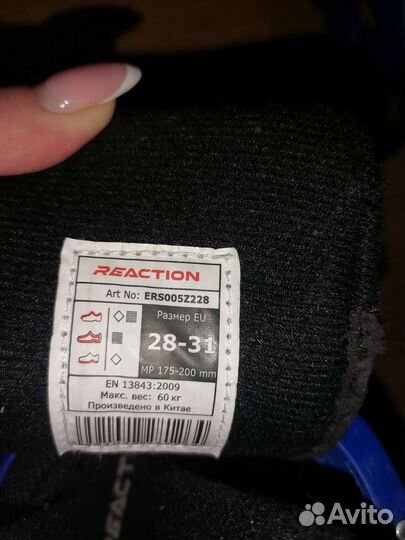 REACTION
Art No: ERS005Z228
Размер EU
28-31
MP 175-200 mm
EN 13843:2009
Макс. вес: 60 кг
Произведено в Китае
REACT
Avito